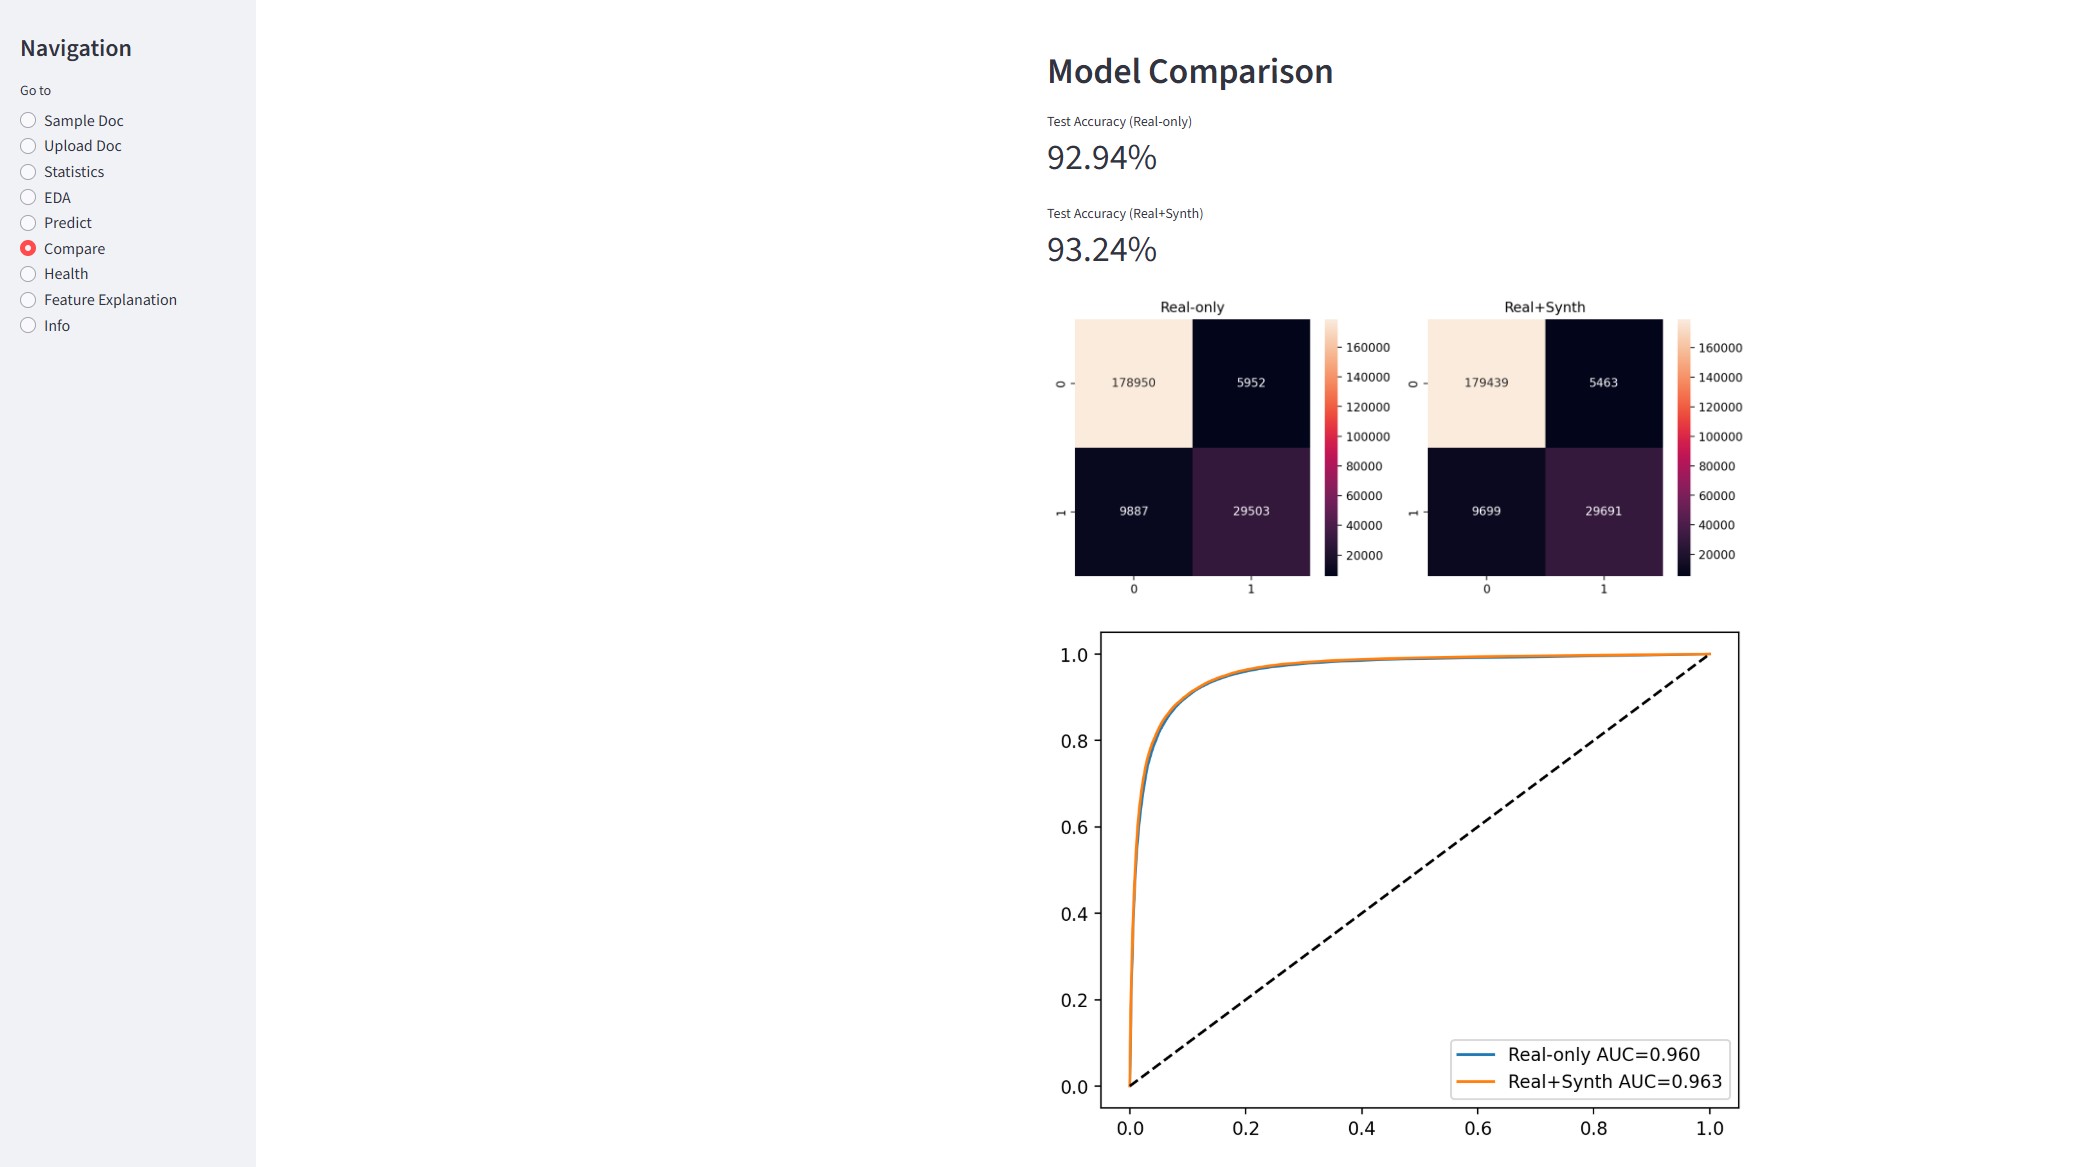 Navigation
Go to
Sample Doc
Upload Doc
Statistics
EDA
Predict
Compare
Health
Feature Explanation
Info
Model Comparison
Test Accuracy (Real-only)
92.94%
Test Accuracy (Real+Synth)
93.24%
Real-only
0
178950
5952
1
9887
29503
0
1
160000
140000
120000
100000
80000
60000
40000
20000
Real+Synth
0
179439
5463
1
9699
29691
0
1
160000
140000
120000
100000
80000
60000
40000
20000
1.0
0.8
0.6
0.4
0.2
0.0
Real-only AUC=0.960
Real+Synth AUC=0.963
0.0
0.2
0.4
0.6
0.8
1.0